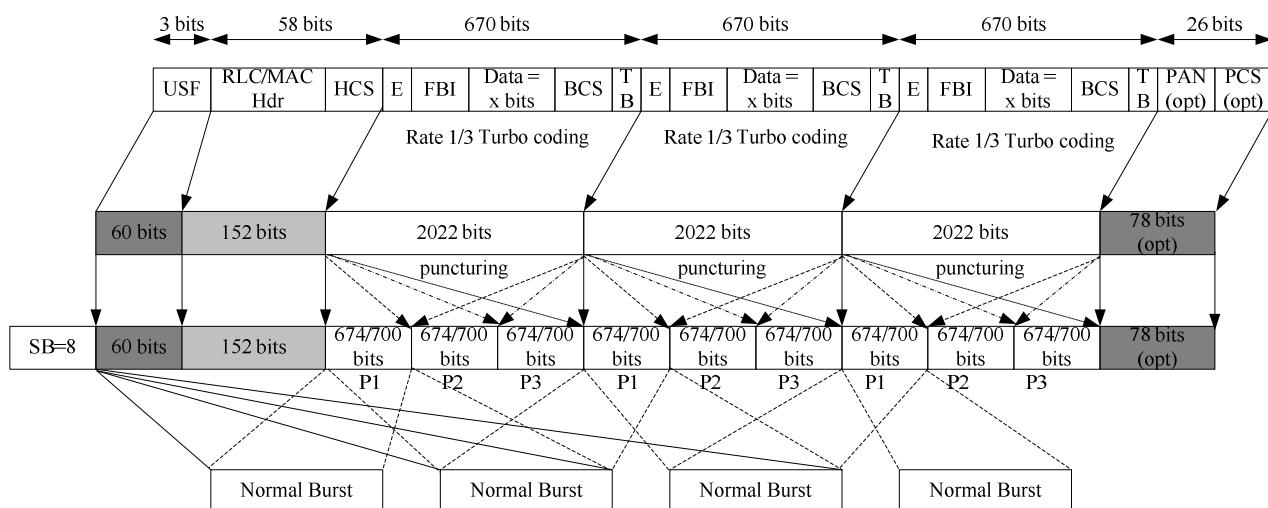 3 bits 58 bits 670 bits 670 bits 670 bits 26 bits
USF RLC/MAC Hdr HCS E FBI Data = x bits BCS T B E FBI Data = x bits BCS T B E FBI Data = x bits BCS T B PAN (opt) PCS (opt)
Rate 1/3 Turbo coding Rate 1/3 Turbo coding Rate 1/3 Turbo coding
60 bits 152 bits 2022 bits 2022 bits 2022 bits 78 bits (opt)
puncturing puncturing puncturing
SB=8 60 bits 152 bits 674/700 bits 674/700 bits 674/700 bits 674/700 bits 674/700 bits 674/700 bits 674/700 bits 674/700 bits 674/700 bits 78 bits (opt)
P1 P2 P3 P1 P2 P3 P1 P2 P3
Normal Burst Normal Burst Normal Burst Normal Burst